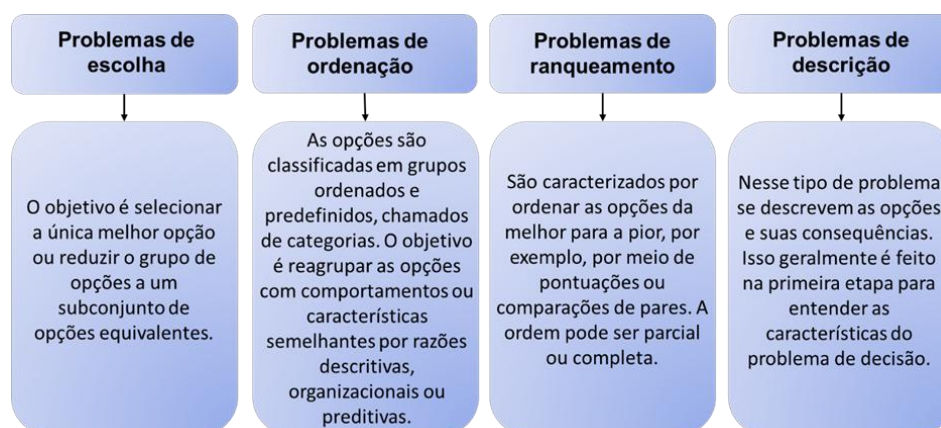 Problemas de
escolha
O objetivo é selecionar
a única melhor opção
ou reduzir o grupo de
opções a um
subconjunto de
opções equivalentes.
Problemas de
ordenação
As opções são
classificadas em grupos
ordenados e
predefinidos, chamados
de categorias. O objetivo
é reagrupar as opções
com comportamentos ou
características
semelhantes por razões
descritivas,
organizacionais ou
preditivas.
Problemas de
ranqueamento
São caracterizados por
ordenar as opções da
melhor para a pior, por
exemplo, por meio de
pontuações ou
comparações de pares. A
ordem pode ser parcial
ou completa.
Problemas de
descrição
Nesse tipo de problema
se descrevem as opções
e suas consequências.
Isso geralmente é feito
na primeira etapa para
entender as
características do
problema de decisão.